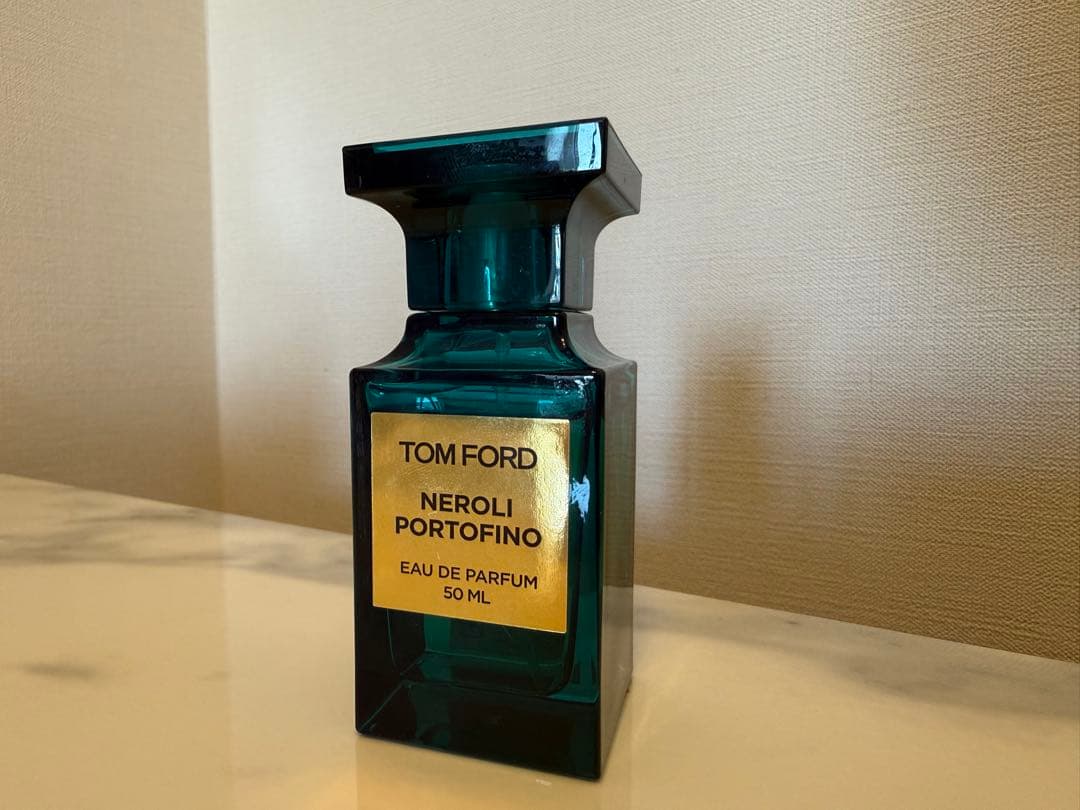 TOM FORD
NEROLI
PORTOFINO
EAU DE PARFUM
50 ML